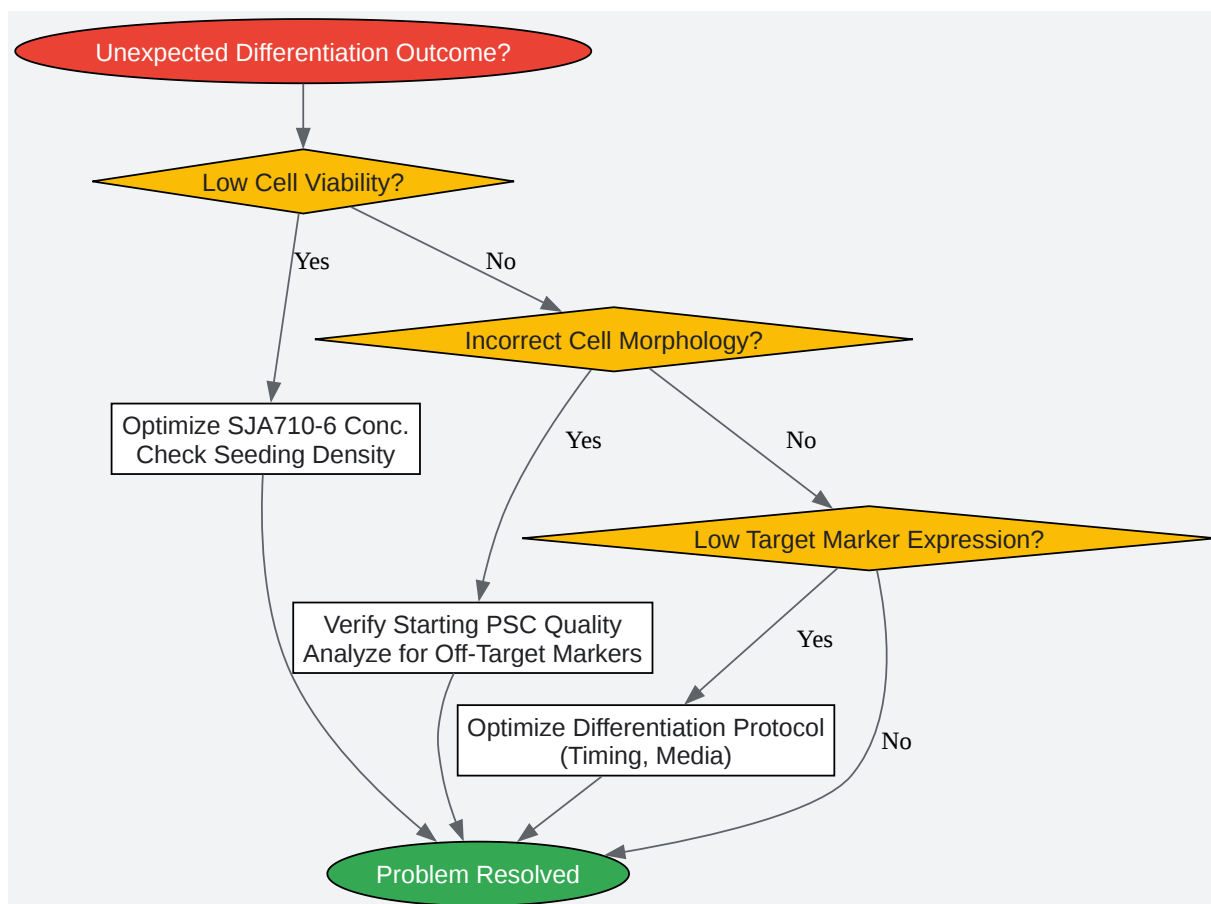 Unexpected Differentiation Outcome?
Low Cell Viability?
Yes
No
Incorrect Cell Morphology?
Optimize SJA710-6 Conc.
Check Seeding Density
Yes
No
Low Target Marker Expression?
Verify Starting PSC Quality
Analyze for Off-Target Markers
Yes
Optimize Differentiation Protocol
(Timing, Media)
No
Problem Resolved